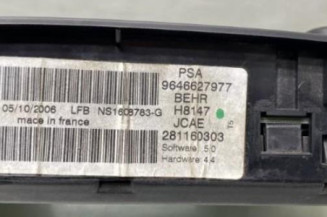 PSA
9646627977
BEHR
H8147
JCAE
281160303
Software : 5.0
Hardware : 4.4
05/10/2006 LFB NS1608783-G
made in france